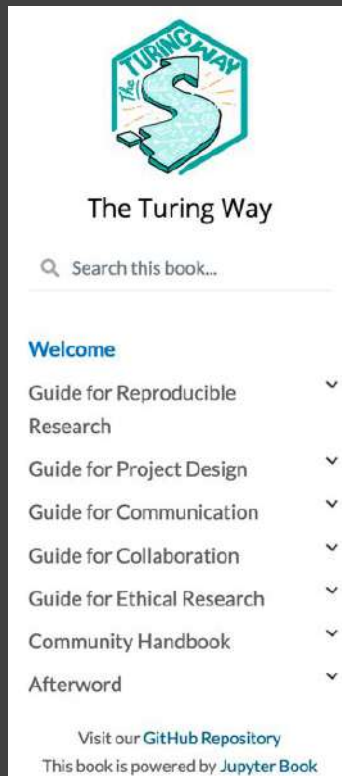 The TURING WAY
The Turing Way
Search this book...
Welcome
Guide for Reproducible
Research
Guide for Project Design
Guide for Communication
Guide for Collaboration
Guide for Ethical Research
Community Handbook
Afterword
Visit our GitHub Repository
This book is powered by Jupyter Book